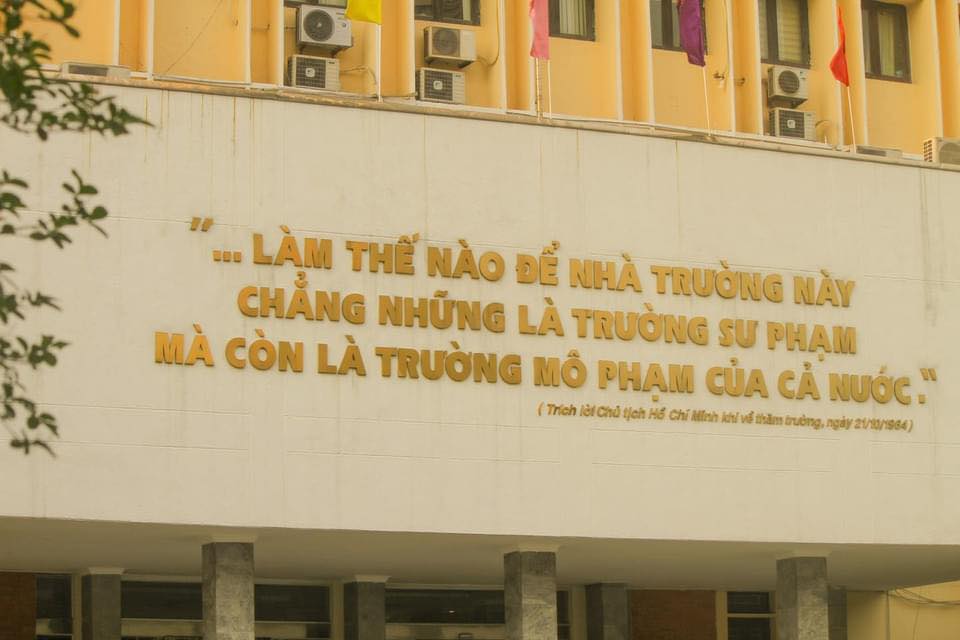 "... LÀM THẾ NÀO ĐỂ NHÀ TRƯỜNG NÀY
CHẲNG NHỮNG LÀ TRƯỜNG SƯ PHẠM
MÀ CÒN LÀ TRƯỜNG MÔ PHẠM CỦA CẢ NƯỚC."
(Trích lời Chủ tịch Hồ Chí Minh khi về thăm trường, ngày 21/10/1964)